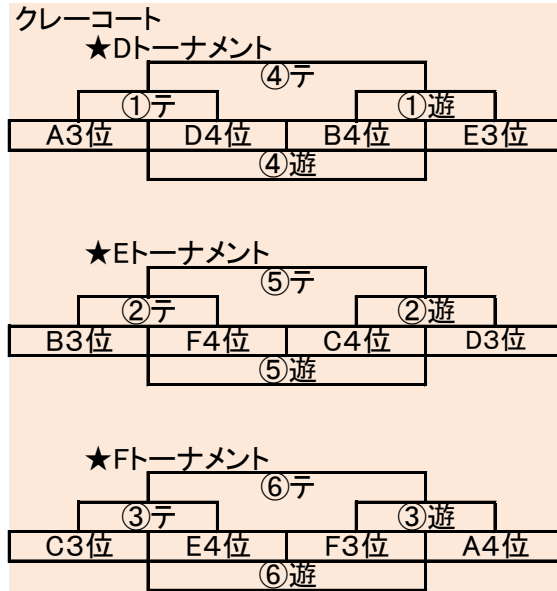 クレーコート
★Dトーナメント
④テ
①テ ①遊
A3位 D4位 B4位 E3位
④遊
★Eトーナメント
⑤テ
②テ ②遊
B3位 F4位 C4位 D3位
⑤遊
★Fトーナメント
⑥テ
③テ ③遊
C3位 E4位 F3位 A4位
⑥遊